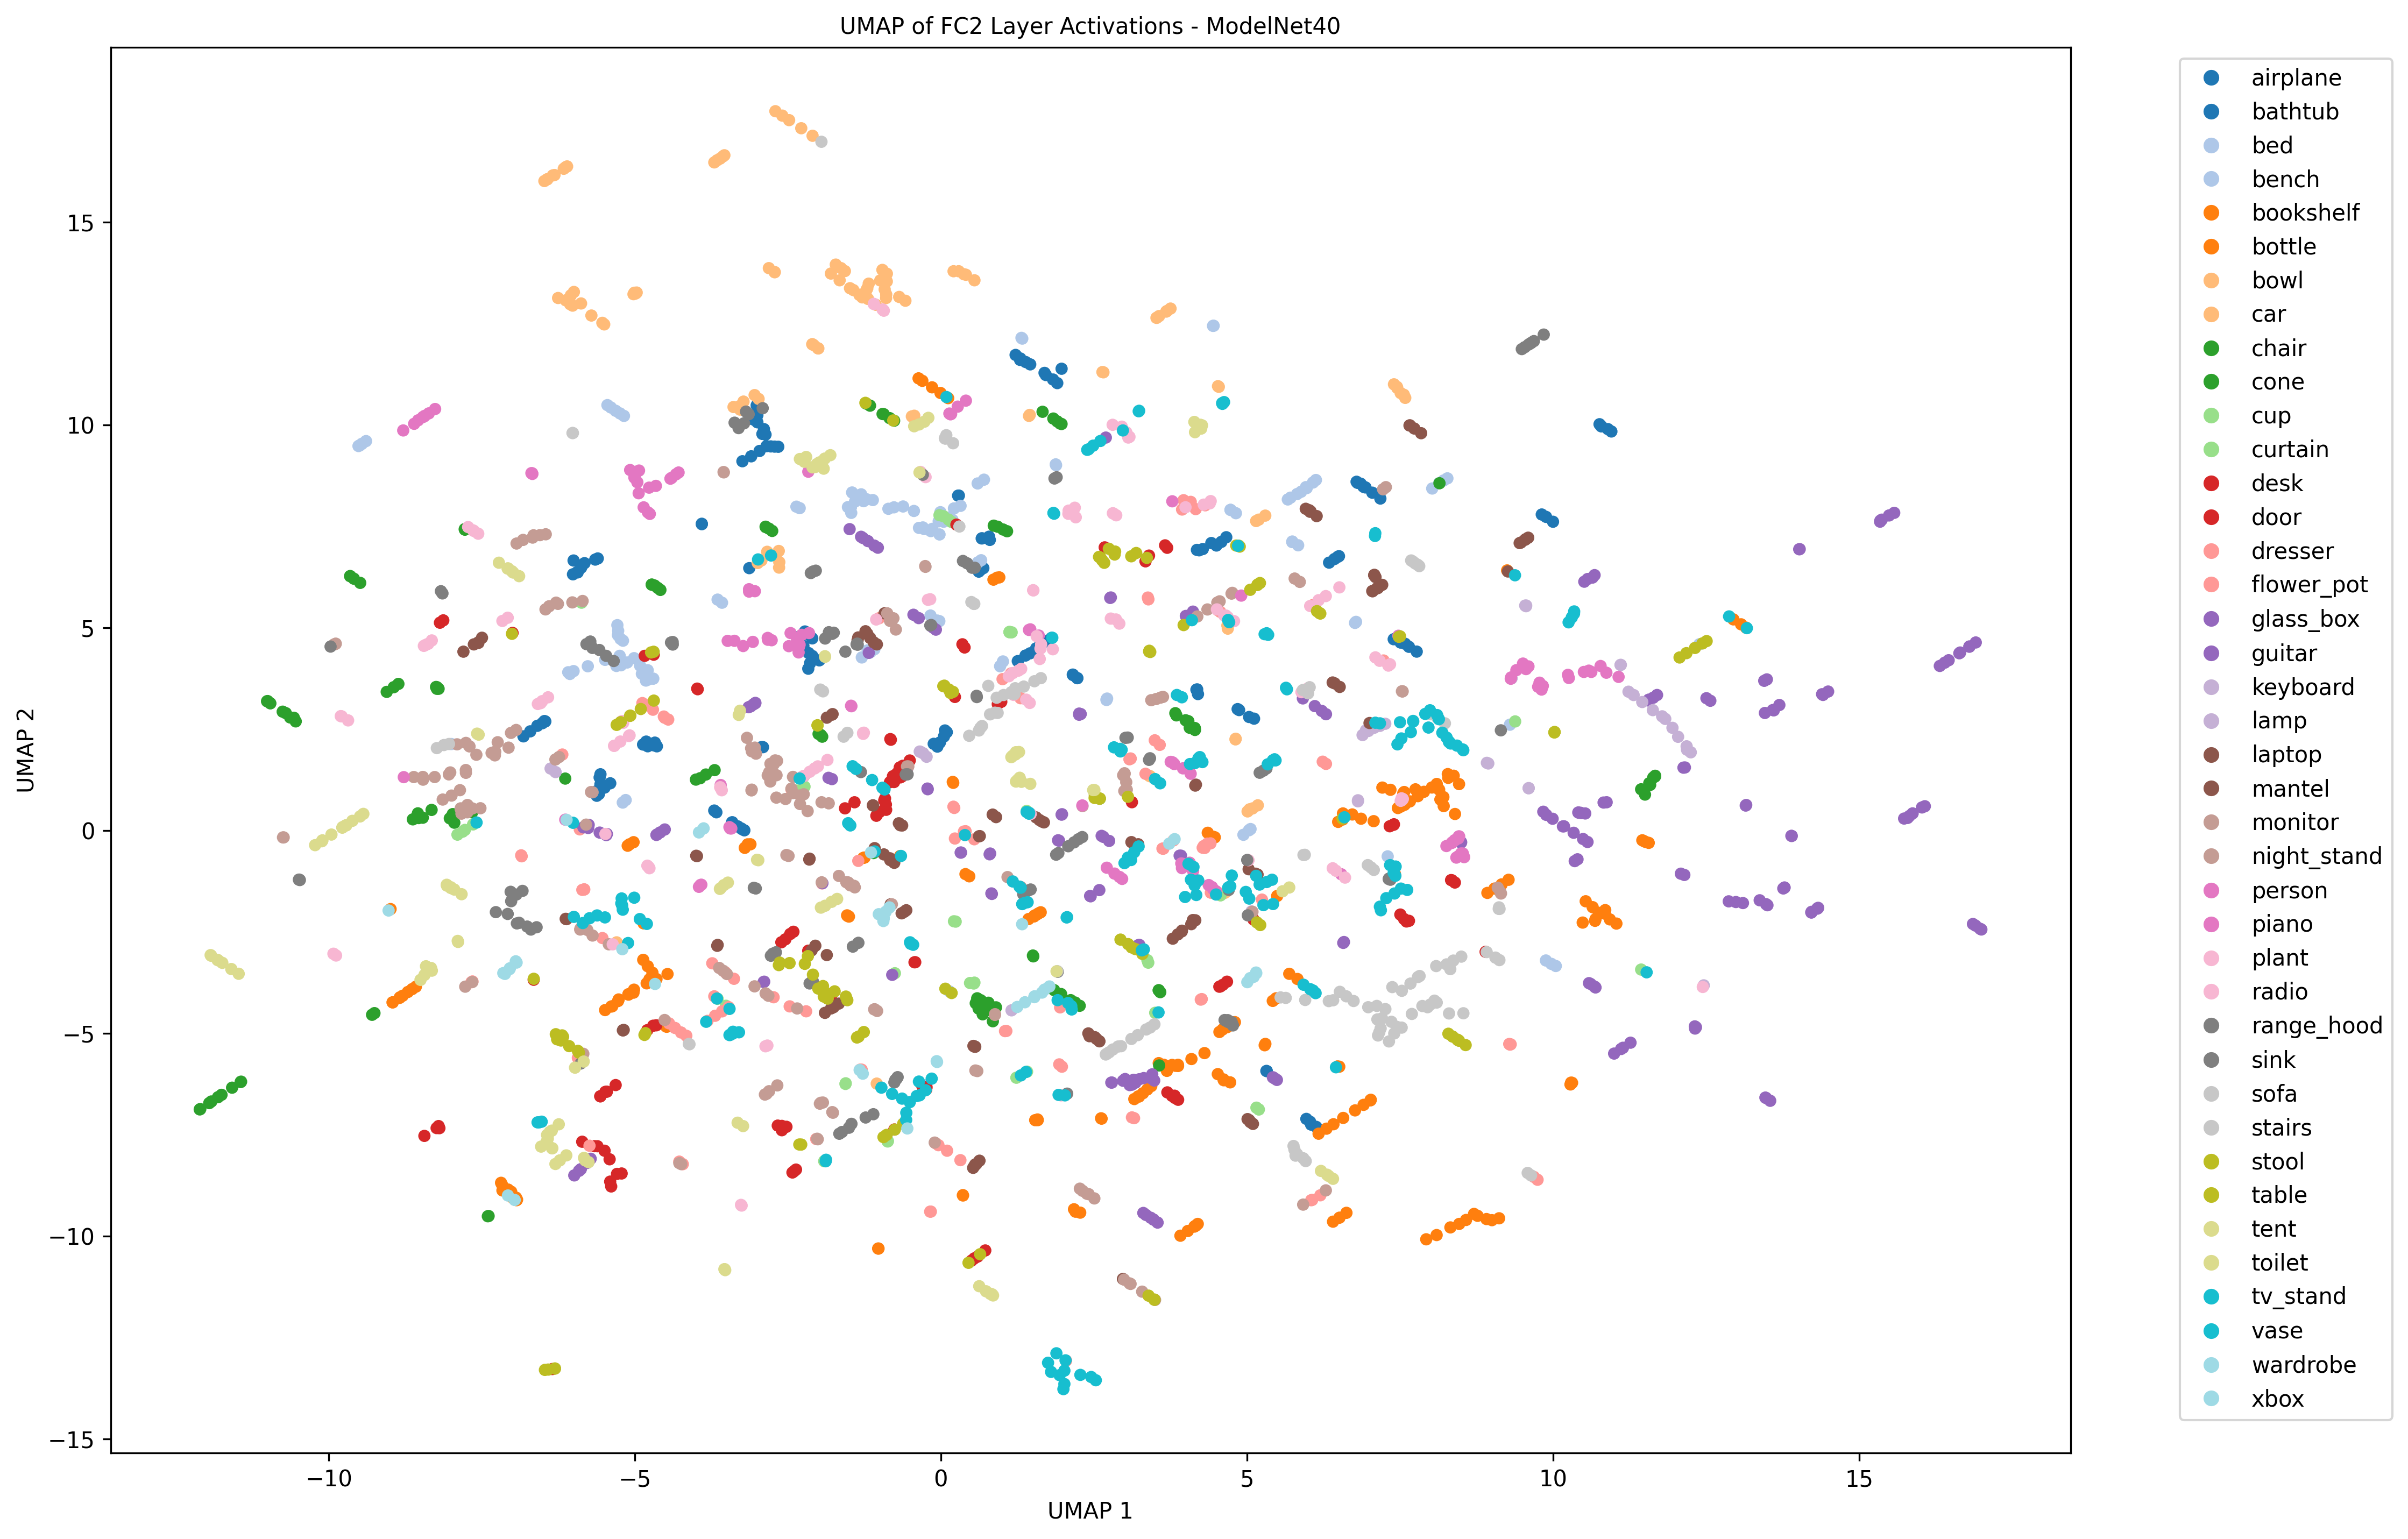 UMAP of FC2 Layer Activations - ModelNet40
UMAP 2
15
10
5
0
−5
−10
−15
−10
−5
0
5
10
15
UMAP 1
airplane
bathtub
bed
bench
bookshelf
bottle
bowl
car
chair
cone
cup
curtain
desk
door
dresser
flower_pot
glass_box
guitar
keyboard
lamp
laptop
mantel
monitor
night_stand
person
piano
plant
radio
range_hood
sink
sofa
stairs
stool
table
tent
toilet
tv_stand
vase
wardrobe
xbox